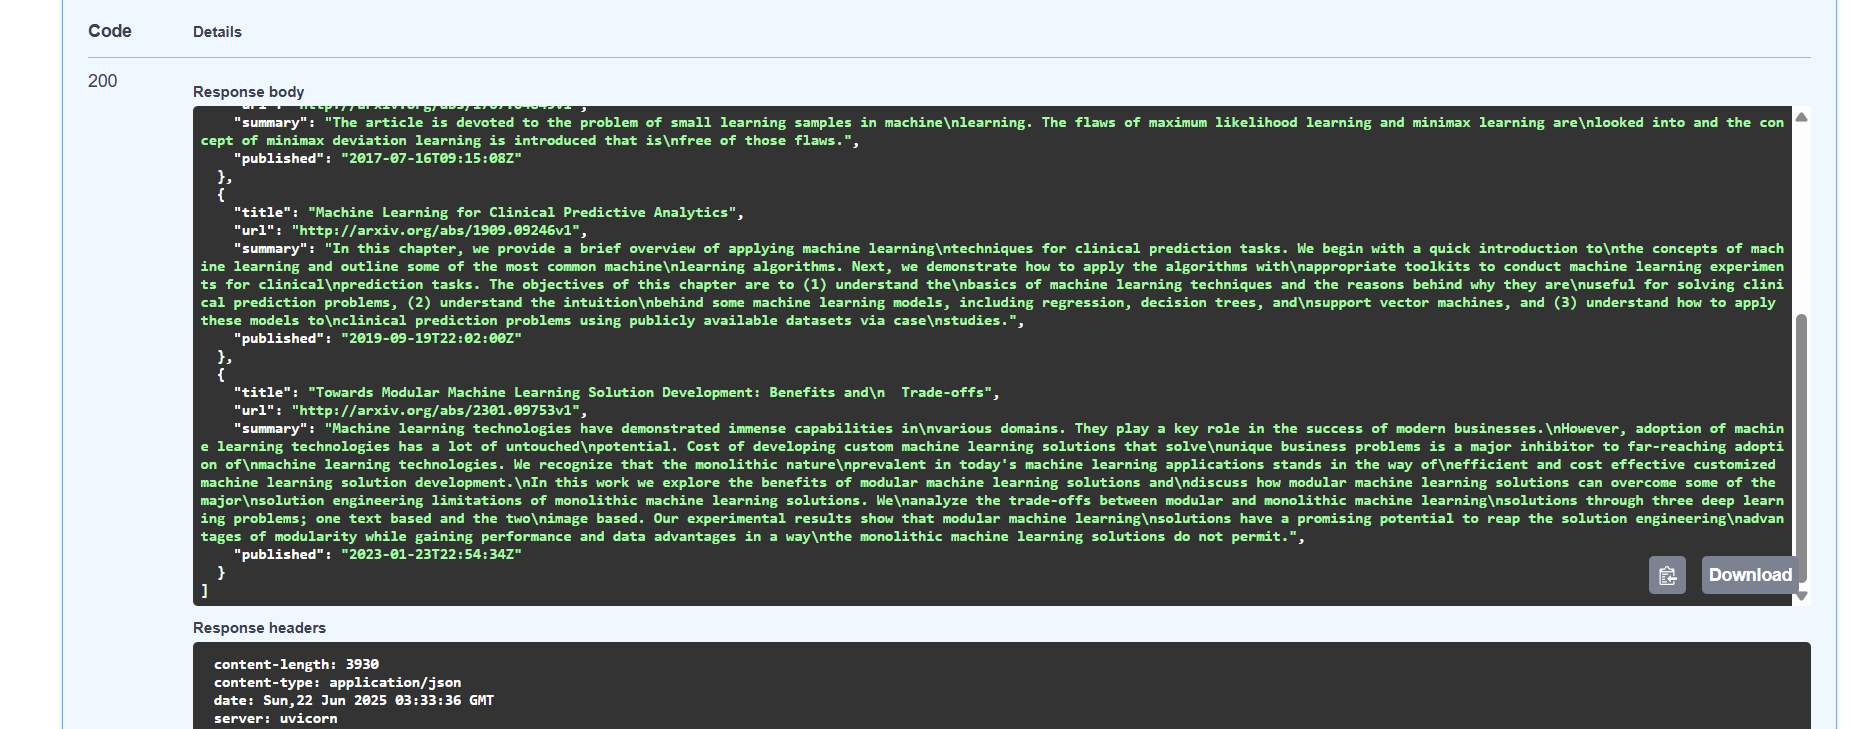 Code Details
200
Response body
"summary": "The article is devoted to the problem of small learning samples in machine\nlearning. The flaws of maximum likelihood learning and minimax learning are\nlooked into and the con
cept of minimax deviation learning is introduced that is\nfree of those flaws.",
"published": "2017-07-16T09:15:08Z"
},
{
"title": "Machine Learning for Clinical Predictive Analytics",
"url": "http://arxiv.org/abs/1909.09246v1",
"summary": "In this chapter, we provide a brief overview of applying machine learning\ntechniques for clinical prediction tasks. We begin with a quick introduction to\nthe concepts of mach
ine learning and outline some of the most common machine\nlearning algorithms. Next, we demonstrate how to apply the algorithms with\nappropriate toolkits to conduct machine learning experimen
ts for clinical\nprediction tasks. The objectives of this chapter are to (1) understand the\nbasics of machine learning techniques and the reasons behind why they are\nuseful for solving clini
cal prediction problems, (2) understand the intuition\nbehind some machine learning models, including regression, decision trees, and\nsupport vector machines, and (3) understand how to apply
these models to\nclinical prediction problems using publicly available datasets via case\nstudies.",
"published": "2019-09-19T22:02:00Z"
},
{
"title": "Towards Modular Machine Learning Solution Development: Benefits and\n  Trade-offs",
"url": "http://arxiv.org/abs/2301.09753v1",
"summary": "Machine learning technologies have demonstrated immense capabilities in\nvarious domains. They play a key role in the success of modern businesses.\nHowever, adoption of machin
e learning technologies has a lot of untouched\npotential. Cost of developing custom machine learning solutions that solve\nunique business problems is a major inhibitor to far-reaching adopti
on of\nmachine learning technologies. We recognize that the monolithic nature\nprevalent in today's machine learning applications stands in the way of\nefficient and cost effective customized
machine learning solution development.\nIn this work we explore the benefits of modular machine learning solutions and\ndiscuss how modular machine learning solutions can overcome some of the
major\nsolution engineering limitations of monolithic machine learning solutions. We\nanalyze the trade-offs between modular and monolithic machine learning\nsolutions through three deep learn
ing problems; one text based and the two\nimage based. Our experimental results show that modular machine learning\nsolutions have a promising potential to reap the solution engineering\nadvan
tages of modularity while gaining performance and data advantages in a way\nthe monolithic machine learning solutions do not permit.",
"published": "2023-01-23T22:54:34Z"
}
]
Download
Response headers
content-length: 3930
content-type: application/json
date: Sun,22 Jun 2025 03:33:36 GMT
server: uvicorn